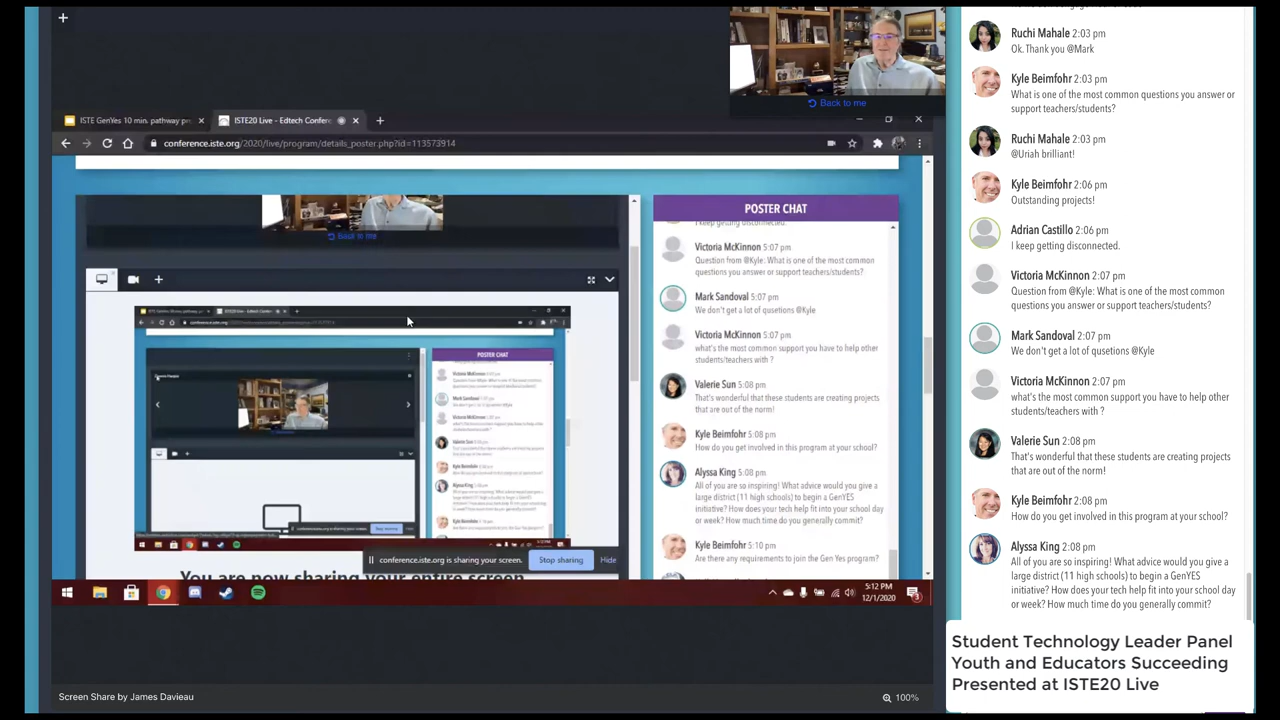 Back to me
ISTE GenYes 10 min. pathway pr
ISTE20 Live - Edtech Confere
conference.iste.org/2020/live/program/details_poster.php?id=113573914
Back to me
POSTER CHAT
I keep getting disconnected.
Victoria McKinnon 5:07 pm
Question from @Kyle: What is one of the most common
questions you answer or support teachers/students?
Mark Sandoval 5:07 pm
We don't get a lot of qusetions @Kyle
Victoria McKinnon 5:07 pm
what's the most common support you have to help other
students/teachers with ?
Valerie Sun 5:08 pm
That's wonderful that these students are creating projects
that are out of the norm!
Kyle Beimfohr 5:08 pm
How do you get involved in this program at your school?
Alyssa King 5:08 pm
All of you are so inspiring! What advice would you give a
large district (11 high schools) to begin a GenYES
initiative? How does your tech help fit into your school day
or week? How much time do you generally commit?
Kyle Beimfohr 5:10 pm
Are there any requirements to join the Gen Yes program?
POSTER CHAT
conference.iste.org is sharing your screen.
Stop sharing
Hide
You are now sharing your entire screen
5:12 PM
12/1/2020
3
Screen Share by James Davieau
100%
Ruchi Mahale 2:03 pm
Ok. Thank you @Mark
Kyle Beimfohr 2:03 pm
What is one of the most common questions you answer or
support teachers/students?
Ruchi Mahale 2:03 pm
@Uriah brilliant!
Kyle Beimfohr 2:06 pm
Outstanding projects!
Adrian Castillo 2:06 pm
I keep getting disconnected.
Victoria McKinnon 2:07 pm
Question from @Kyle: What is one of the most common
questions you answer or support teachers/students?
Mark Sandoval 2:07 pm
We don't get a lot of qusetions @Kyle
Victoria McKinnon 2:07 pm
what's the most common support you have to help other
students/teachers with ?
Valerie Sun 2:08 pm
That's wonderful that these students are creating projects
that are out of the norm!
Kyle Beimfohr 2:08 pm
How do you get involved in this program at your school?
Alyssa King 2:08 pm
All of you are so inspiring! What advice would you give a
large district (11 high schools) to begin a GenYES
initiative? How does your tech help fit into your school day
or week? How much time do you generally commit?
Student Technology Leader Panel
Youth and Educators Succeeding
Presented at ISTE20 Live